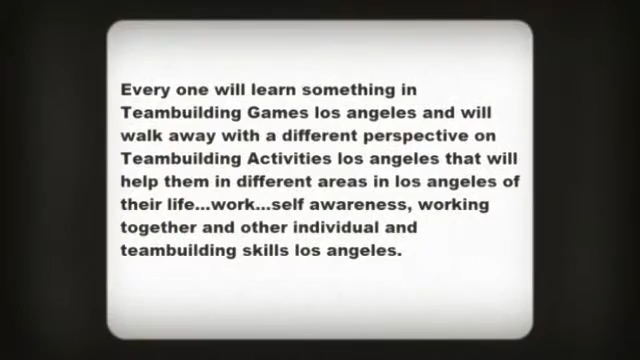 Every one will learn something in
Teambuilding Games los angeles and will
walk away with a different perspective on
Teambuilding Activities los angeles that will
help them in different areas in los angeles of
their life...work...self awareness, working
together and other individual and
teambuilding skills los angeles.